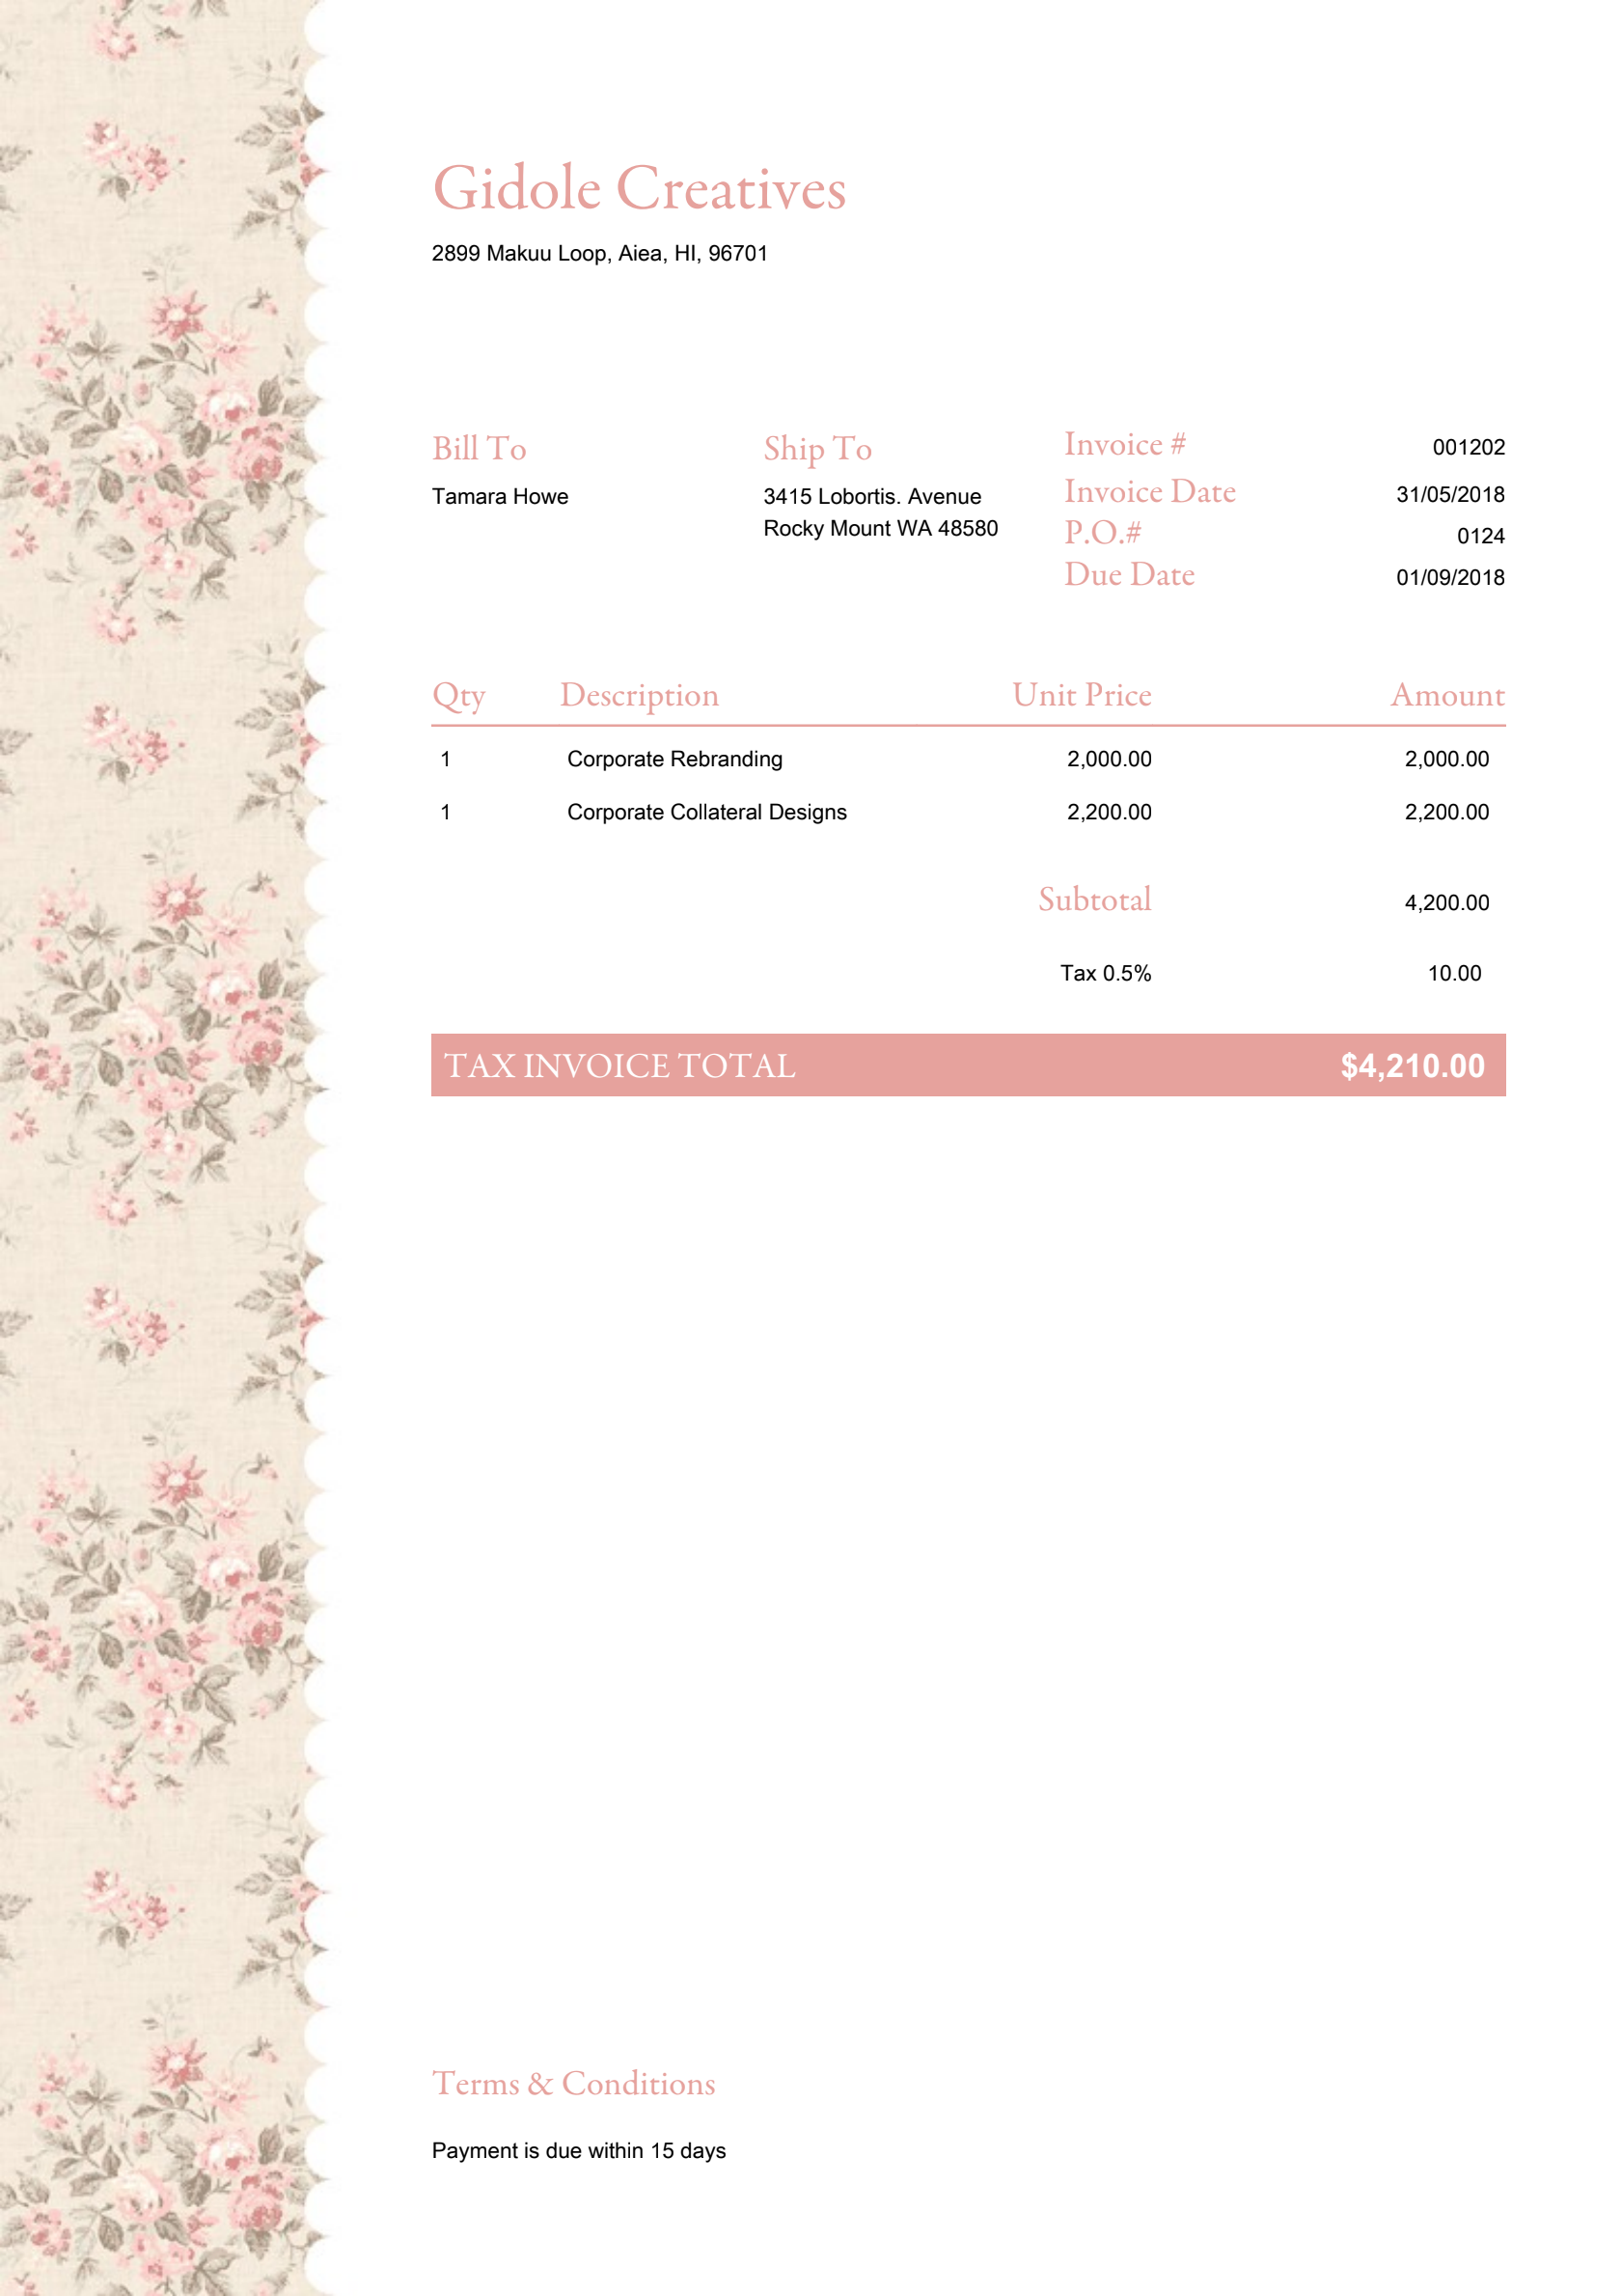 Gidole Creatives
2899 Makuu Loop, Aiea, HI, 96701
Bill To
Tamara Howe
Ship To
3415 Lobortis. Avenue
Rocky Mount WA 48580
Invoice # 001202
Invoice Date 31/05/2018
P.O.# 0124
Due Date 01/09/2018
Qty Description Unit Price Amount
1 Corporate Rebranding 2,000.00 2,000.00
1 Corporate Collateral Designs 2,200.00 2,200.00
Subtotal 4,200.00
Tax 0.5% 10.00
TAX INVOICE TOTAL $4,210.00
Terms & Conditions
Payment is due within 15 days